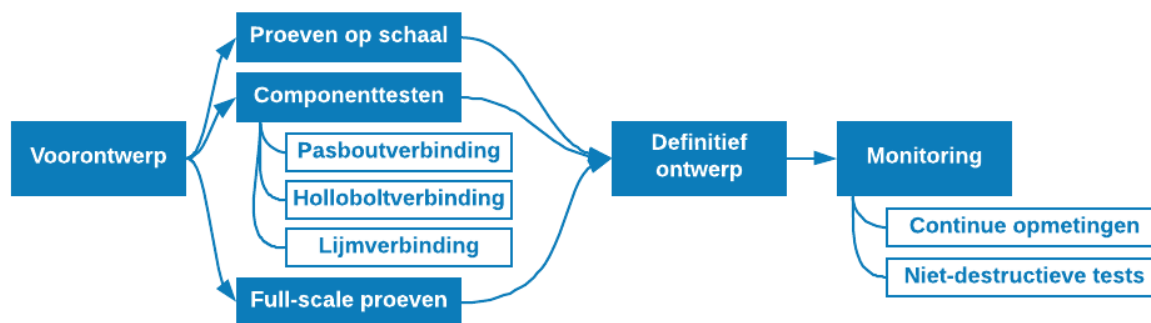 Voorontwerp
Proeven op schaal
Componenttesten
Pasboutverbinding
Holloboltverbinding
Lijmverbinding
Full-scale proeven
Definitief
ontwerp
Monitoring
Continue opmetingen
Niet-destructieve tests